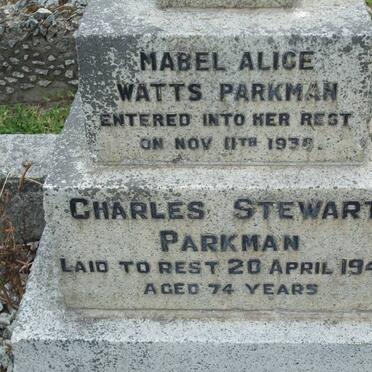 MABEL ALICE
WATTS PARKMAN
ENTERED INTO HER REST
ON NOV 11TH
CHARLES STEWART
PARKMAN
LAID TO REST 20 APRIL 194
AGED 74 YEARS